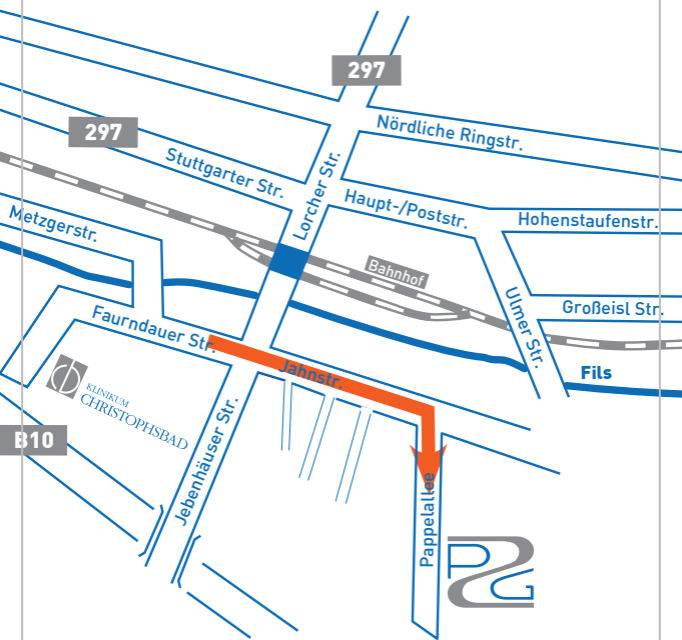 297
297
Nördliche Ringstr.
Stuttgarter Str.
Lorcher Str.
Haupt-/Poststr.
Hohenstaufenstr.
Metzgerstr.
Bahnhof
Ulmer Str.
Großeisl Str.
Faurndauer Str.
Jahnstr.
Fils
KLINIKUM
CHRISTOPHSBAD
B10
Jebenhäuser Str.
Pappelallee
PG